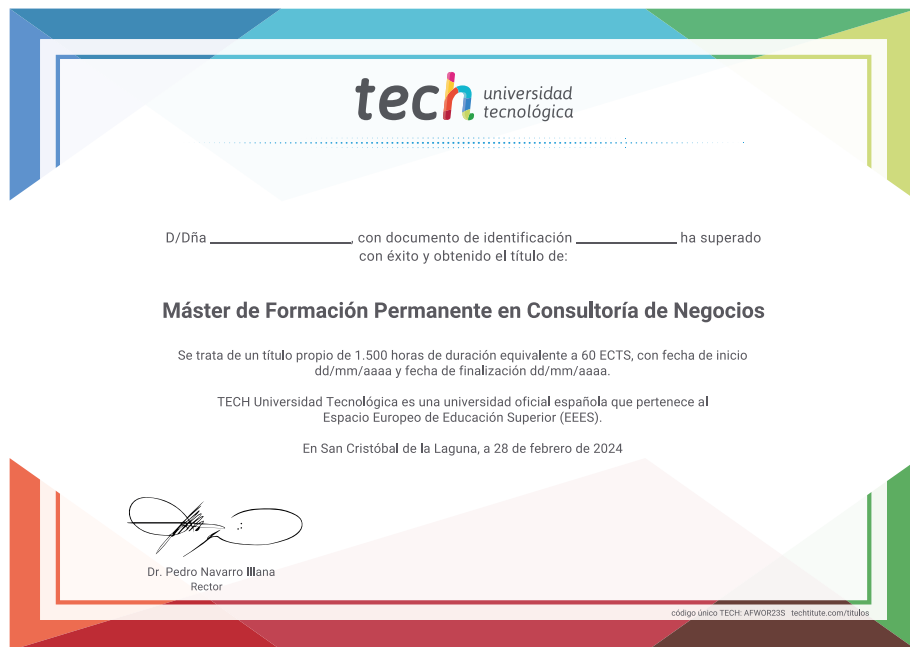 tech universidad
tecnológica
D/Dña ____________________, con documento de identificación ______________ ha superado
con éxito y obtenido el título de:
Máster de Formación Permanente en Consultoría de Negocios
Se trata de un título propio de 1.500 horas de duración equivalente a 60 ECTS, con fecha de inicio
dd/mm/aaaa y fecha de finalización dd/mm/aaaa.
TECH Universidad Tecnológica es una universidad oficial española que pertenece al
Espacio Europeo de Educación Superior (EEES).
En San Cristóbal de la Laguna, a 28 de febrero de 2024
Dr. Pedro Navarro Illana
Rector
código único TECH: AFWOR23S techtitute.com/titulos